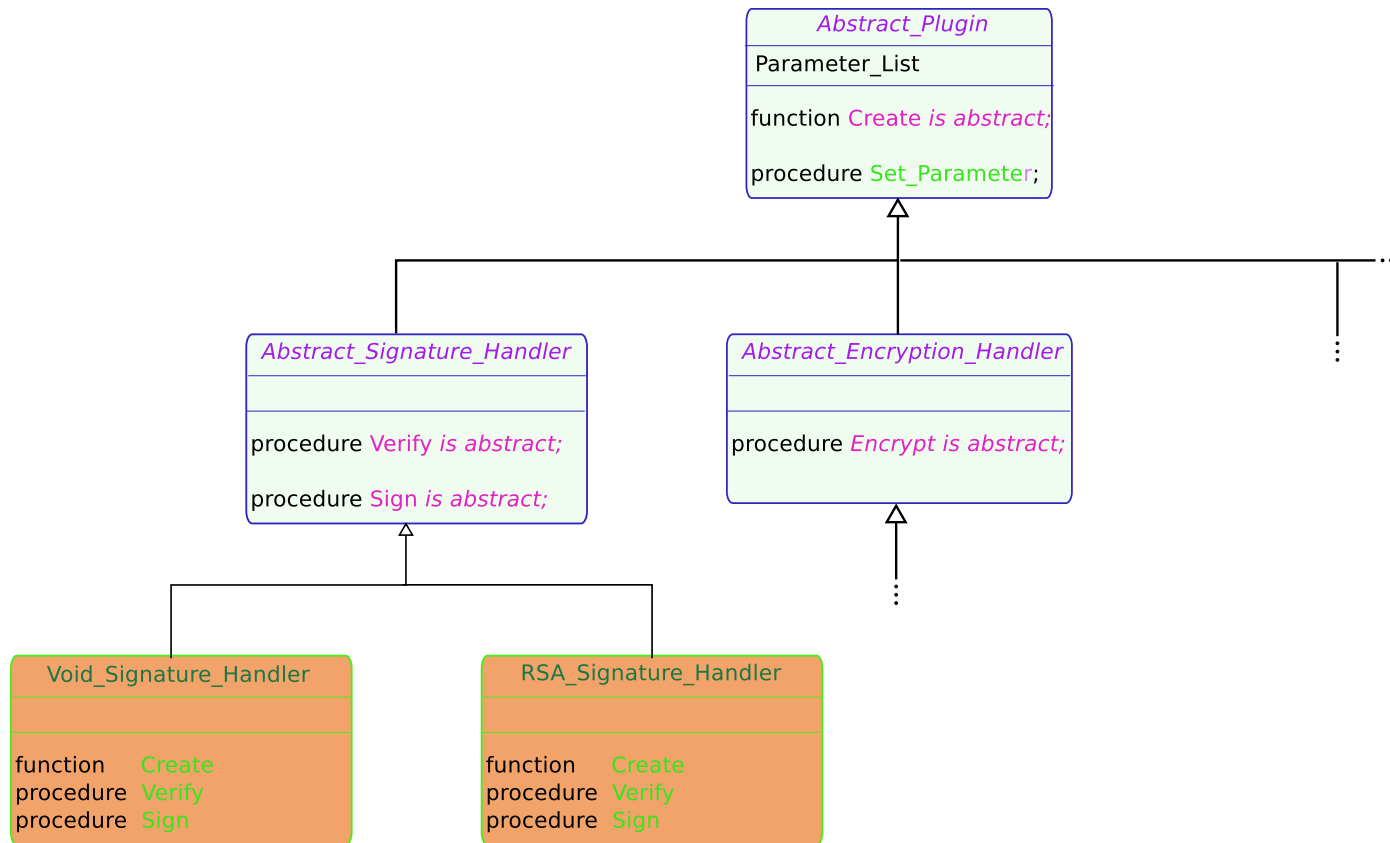 Abstract_Plugin
Parameter_List
function Create is abstract;
procedure Set_Parameter;
Abstract_Signature_Handler
procedure Verify is abstract;
procedure Sign is abstract;
Abstract_Encryption_Handler
procedure Encrypt is abstract;
Void_Signature_Handler
function Create
procedure Verify
procedure Sign
RSA_Signature_Handler
function Create
procedure Verify
procedure Sign